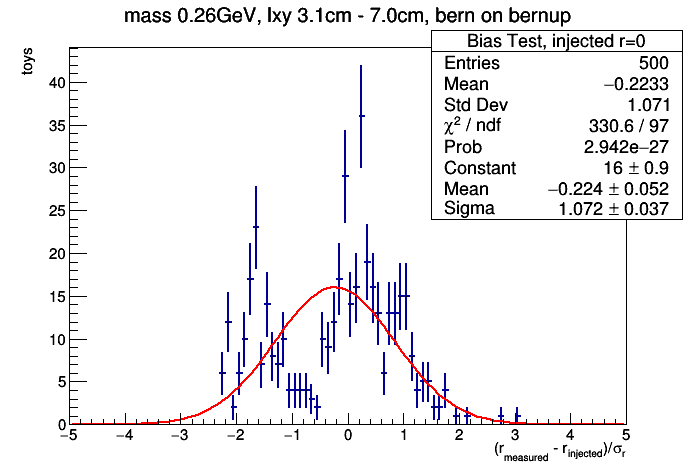 mass 0.26GeV, lxy 3.1cm - 7.0cm, bern on bernup
Bias Test, injected r=0
Entries 500
Mean −0.2233
Std Dev 1.071
χ² / ndf 330.6 / 97
Prob 2.942e−27
Constant 16 ± 0.9
Mean −0.224 ± 0.052
Sigma 1.072 ± 0.037
toys
40
35
30
25
20
15
10
5
0
−5 −4 −3 −2 −1 0 1 2 3 4 5
(r_measured - r_injected)/σ_r